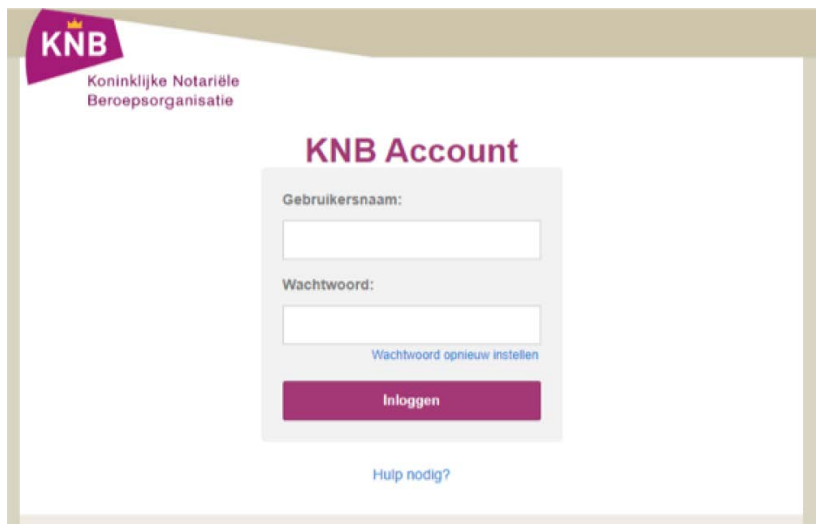 KNB
Koninklijke Notariële
Beroepsorganisatie
KNB Account
Gebruikersnaam:
Wachtwoord:
Wachtwoord opnieuw instellen
Inloggen
Hulp nodig?